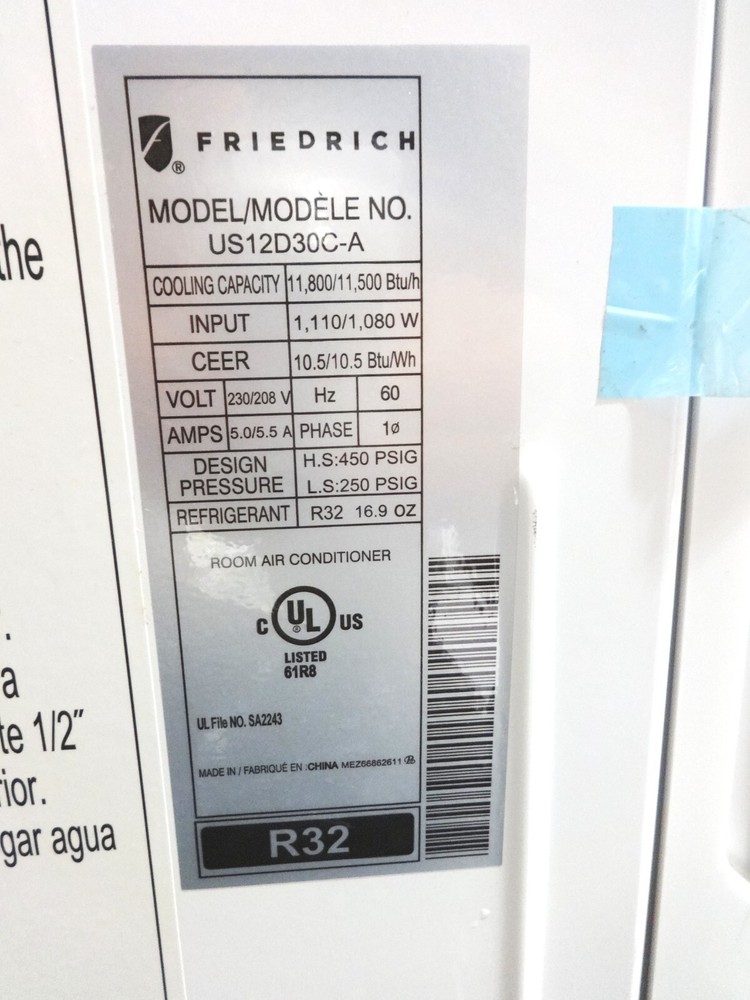 the
.
a
te 1/2"
rior.
gar agua
FRIEDRICH
®
MODEL/MODÈLE NO.
US12D30C-A
COOLING CAPACITY 11,800/11,500 Btu/h
INPUT 1,110/1,080 W
CEER 10.5/10.5 Btu/Wh
VOLT 230/208 V Hz 60
AMPS 5.0/5.5 A PHASE 1ø
DESIGN PRESSURE H.S:450 PSIG
L.S:250 PSIG
REFRIGERANT R32 16.9 OZ
ROOM AIR CONDITIONER
C UL® US
LISTED
61R8
UL File NO. SA2243
MADE IN / FABRIQUÉ EN :CHINA MEZ66862611
R32